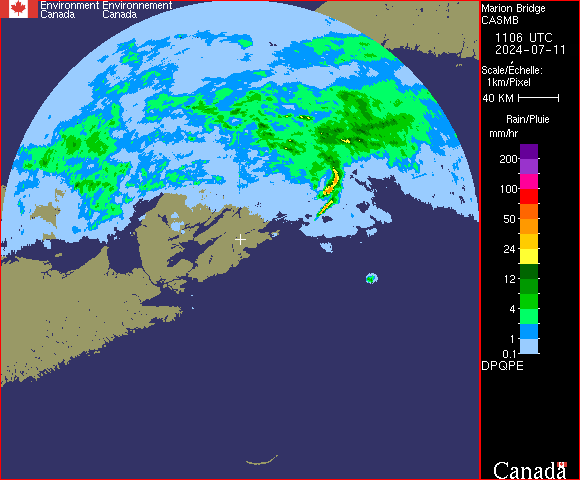 Environment Environnement
Canada Canada
Marion Bridge
CASMB
1106 UTC
2024-07-11
Scale/Echelle:
1km/Pixel
40 KM
Rain/Pluie
mm/hr
200
100
50
24
12
4
1
0.1
DPQPE
Canada